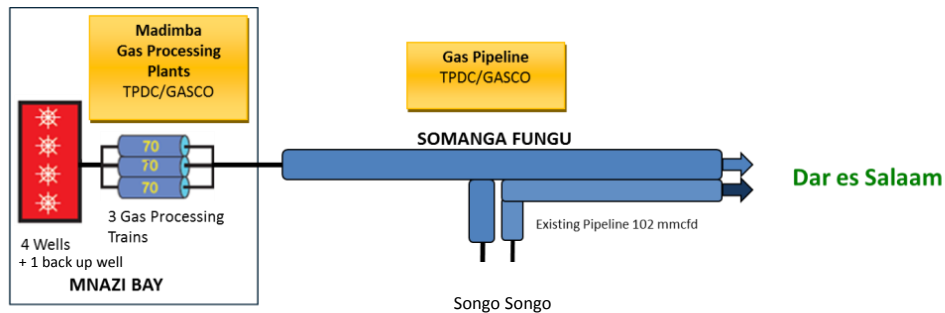 Madimba
Gas Processing
Plants
TPDC/GASCO
Gas Pipeline
TPDC/GASCO
SOMANGA FUNGU
70
70
70
Dar es Salaam
3 Gas Processing
Trains
Existing Pipeline 102 mmcfd
4 Wells
+ 1 back up well
MNAZI BAY
Songo Songo